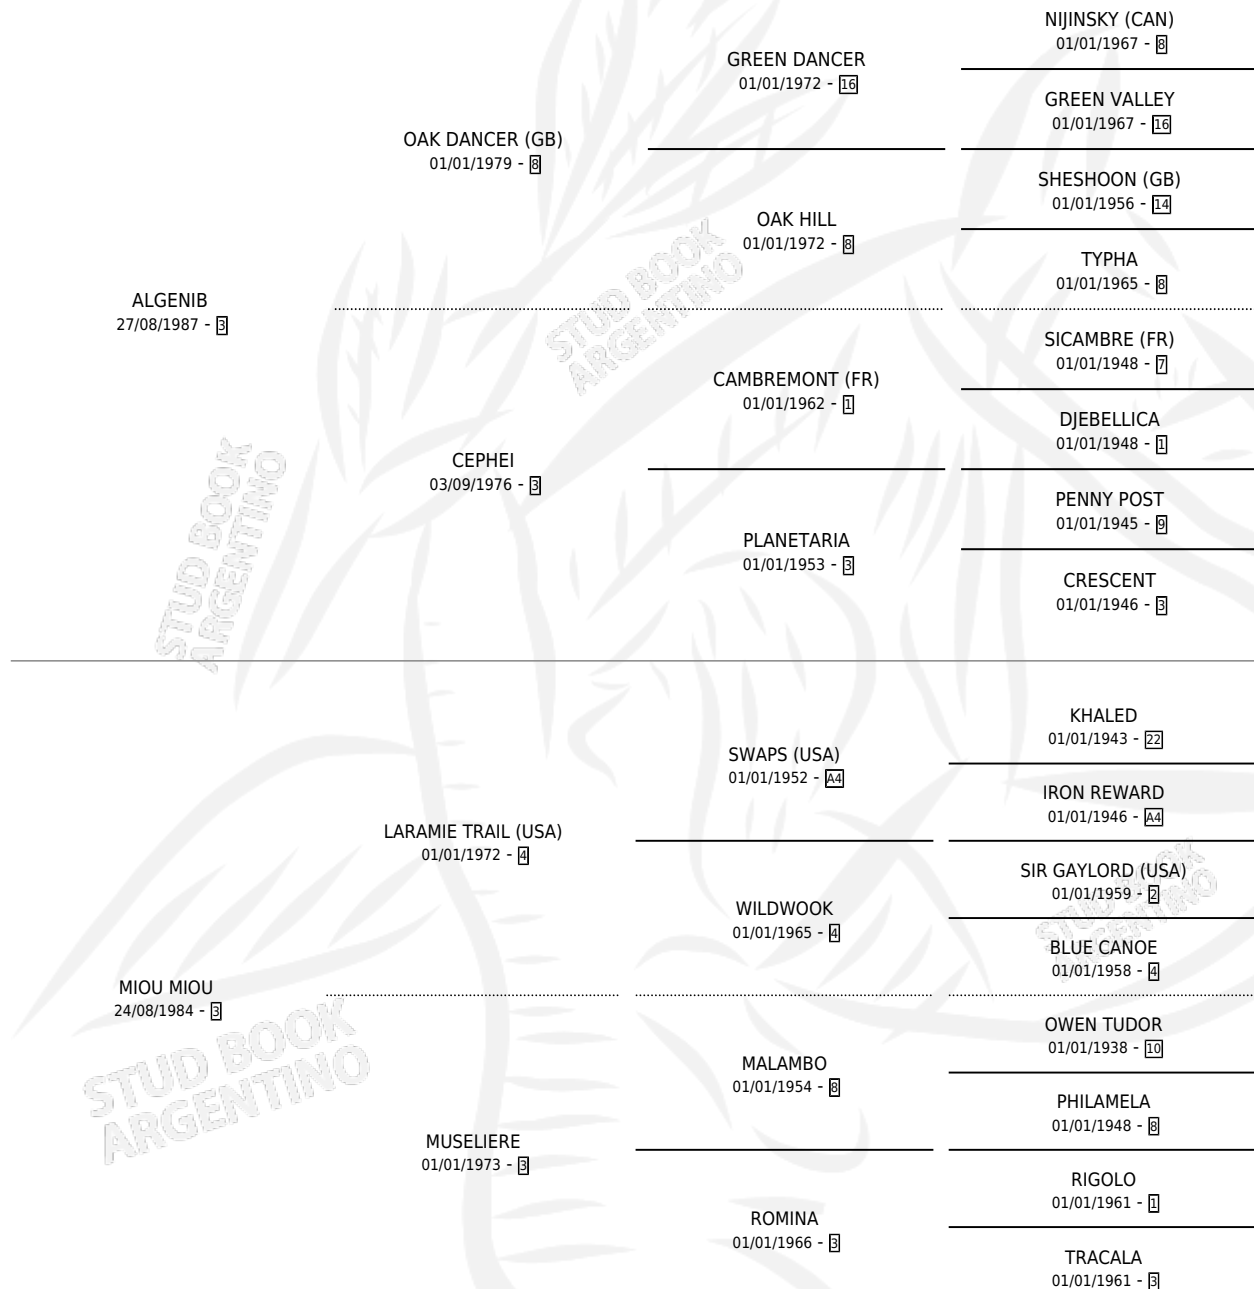 ALGENIB
27/08/1987 - 3
OAK DANCER (GB)
01/01/1979 - 8
GREEN DANCER
01/01/1972 - 16
NIJINSKY (CAN)
01/01/1967 - 8
GREEN VALLEY
01/01/1967 - 16
OAK HILL
01/01/1972 - 8
SHESHOON (GB)
01/01/1956 - 14
TYPHA
01/01/1965 - 8
CEPHEI
03/09/1976 - 3
CAMBREMONT (FR)
01/01/1962 - 1
SICAMBRE (FR)
01/01/1948 - 7
DJEBELLICA
01/01/1948 - 1
PLANETARIA
01/01/1953 - 3
PENNY POST
01/01/1945 - 9
CRESCENT
01/01/1946 - 3
MIOU MIOU
24/08/1984 - 3
LARAMIE TRAIL (USA)
01/01/1972 - 4
SWAPS (USA)
01/01/1952 - A4
KHALED
01/01/1943 - 22
IRON REWARD
01/01/1946 - A4
WILDWOOK
01/01/1965 - 4
SIR GAYLORD (USA)
01/01/1959 - 2
BLUE CANOE
01/01/1958 - 4
MUSELIERE
01/01/1973 - 3
MALAMBO
01/01/1954 - 8
OWEN TUDOR
01/01/1938 - 10
PHILAMELA
01/01/1948 - 8
ROMINA
01/01/1966 - 3
RIGOLO
01/01/1961 - 1
TRACALA
01/01/1961 - 3
STUD BOOK
ARGENTINO
STUD BOOK
ARGENTINO
STUD BOOK
ARGENTINO
STUD BOOK
ARGENTINO